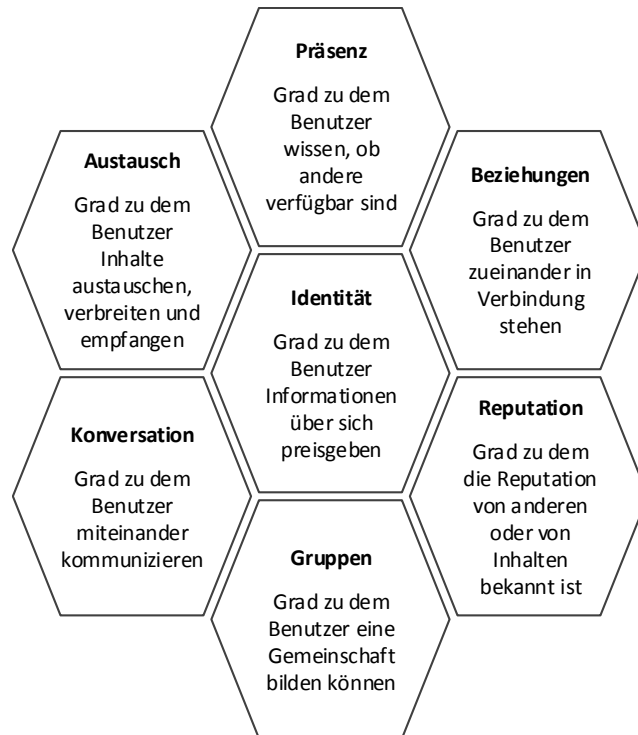 Präsenz
Grad zu dem
Benutzer
wissen, ob
andere
verfügbar sind
Austausch
Grad zu dem
Benutzer
Inhalte
austauschen,
verbreiten und
empfangen
Beziehungen
Grad zu dem
Benutzer
zueinander in
Verbindung
stehen
Identität
Grad zu dem
Benutzer
Informationen
über sich
preisgeben
Konversation
Grad zu dem
Benutzer
miteinander
kommunizieren
Reputation
Grad zu dem
die Reputation
von anderen
oder von
Inhalten
bekannt ist
Gruppen
Grad zu dem
Benutzer eine
Gemeinschaft
bilden können